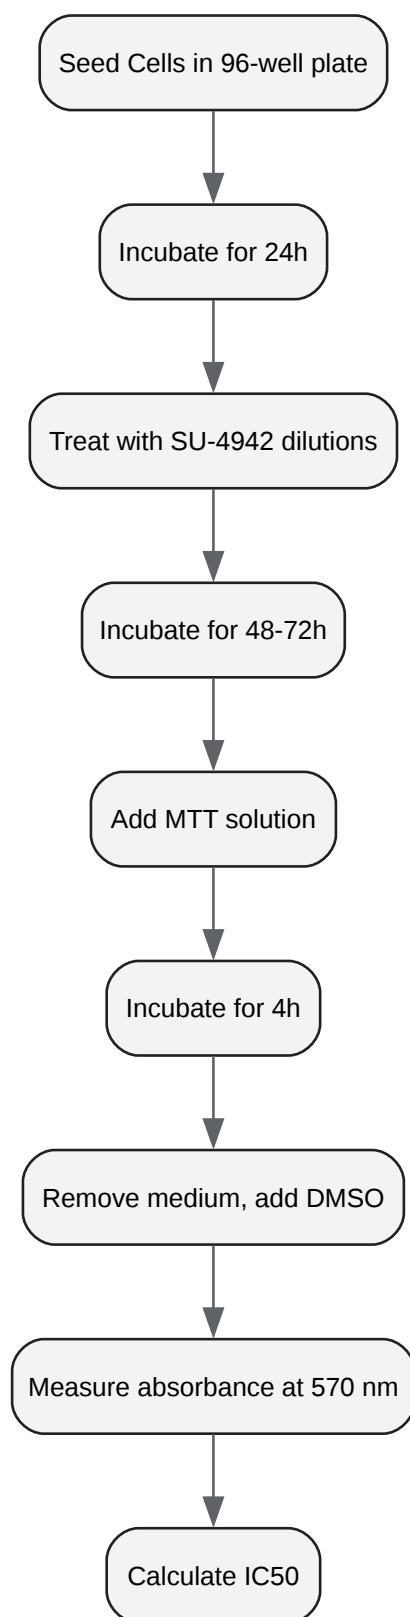 Seed Cells in 96-well plate
Incubate for 24h
Treat with SU-4942 dilutions
Incubate for 48-72h
Add MTT solution
Incubate for 4h
Remove medium, add DMSO
Measure absorbance at 570 nm
Calculate IC50